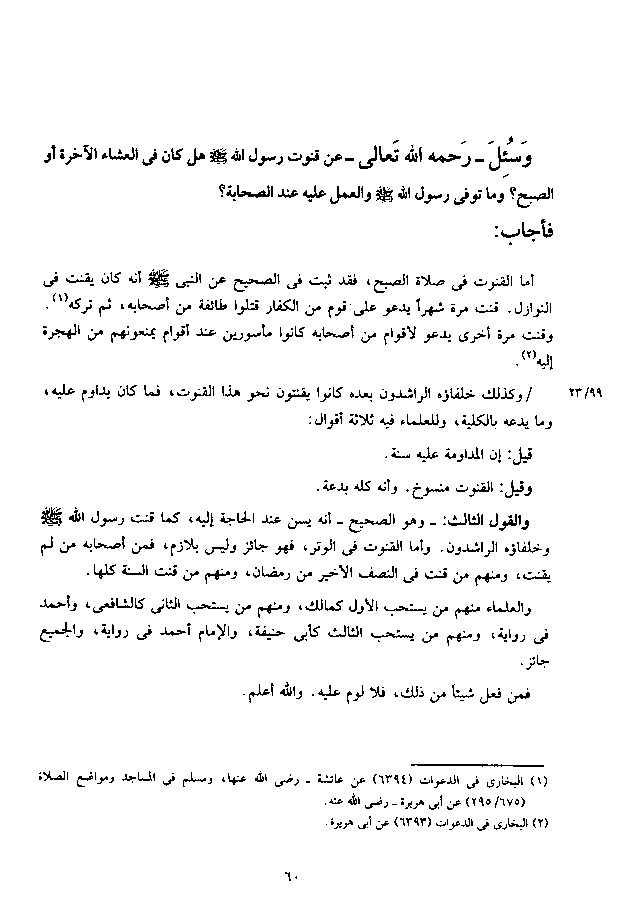 وَسُئِلَ ـ رَحمه الله تَعالى ـ عن قنوت رسول الله ﷺ هل كان فى العشاء الآخرة أو
الصبح؟ وما توفى رسول الله ﷺ والعمل عليه عند الصحابة؟
فأجاب:
أما القنوت فى صلاة الصبح، فقد ثبت فى الصحيح عن النبى ﷺ أنه كان يقنت فى
النوازل. قنت مرة شهراً يدعو على قوم من الكفار قتلوا طائفة من أصحابه، ثم تركه(١).
وقنت مرة أخرى يدعو لأقوام من أصحابه كانوا مأسورين عند أقوام يمنعونهم من الهجرة
إليه(٢).
٢٣/٩٩ / وكذلك خلفاؤه الراشدون بعده كانوا يقنتون نحو هذا القنوت، فما كان يداوم عليه،
وما يدعه بالكلية، وللعلماء فيه ثلاثة أقوال:
قيل: إن المداومة عليه سنة.
وقيل: القنوت منسوخ. وأنه كله بدعة.
والقول الثالث: ـ وهو الصحيح ـ أنه يسن عند الحاجة إليه، كما قنت رسول الله ﷺ
وخلفاؤه الراشدون. وأما القنوت فى الوتر، فهو جائز وليس بلازم، فمن أصحابه من لم
يقنت، ومنهم من قنت فى النصف الأخير من رمضان، ومنهم من قنت السنة كلها.
والعلماء منهم من يستحب الأول كمالك، ومنهم من يستحب الثانى كالشافعى، وأحمد
فى رواية، ومنهم من يستحب الثالث كأبى حنيفة، والإمام أحمد فى رواية، والجميع
جائز.
فمن فعل شيئاً من ذلك، فلا لوم عليه. والله أعلم.
(١) البخارى فى الدعوات (٦٣٩٤) عن عائشة ـ رضى الله عنها، ومسلم فى المساجد ومواضع الصلاة
(٢٩٥/٦٧٥) عن أبى هريرة ـ رضى الله عنه.
(٢) البخارى فى الدعوات (٦٣٩٣) عن أبى هريرة.
٦٠